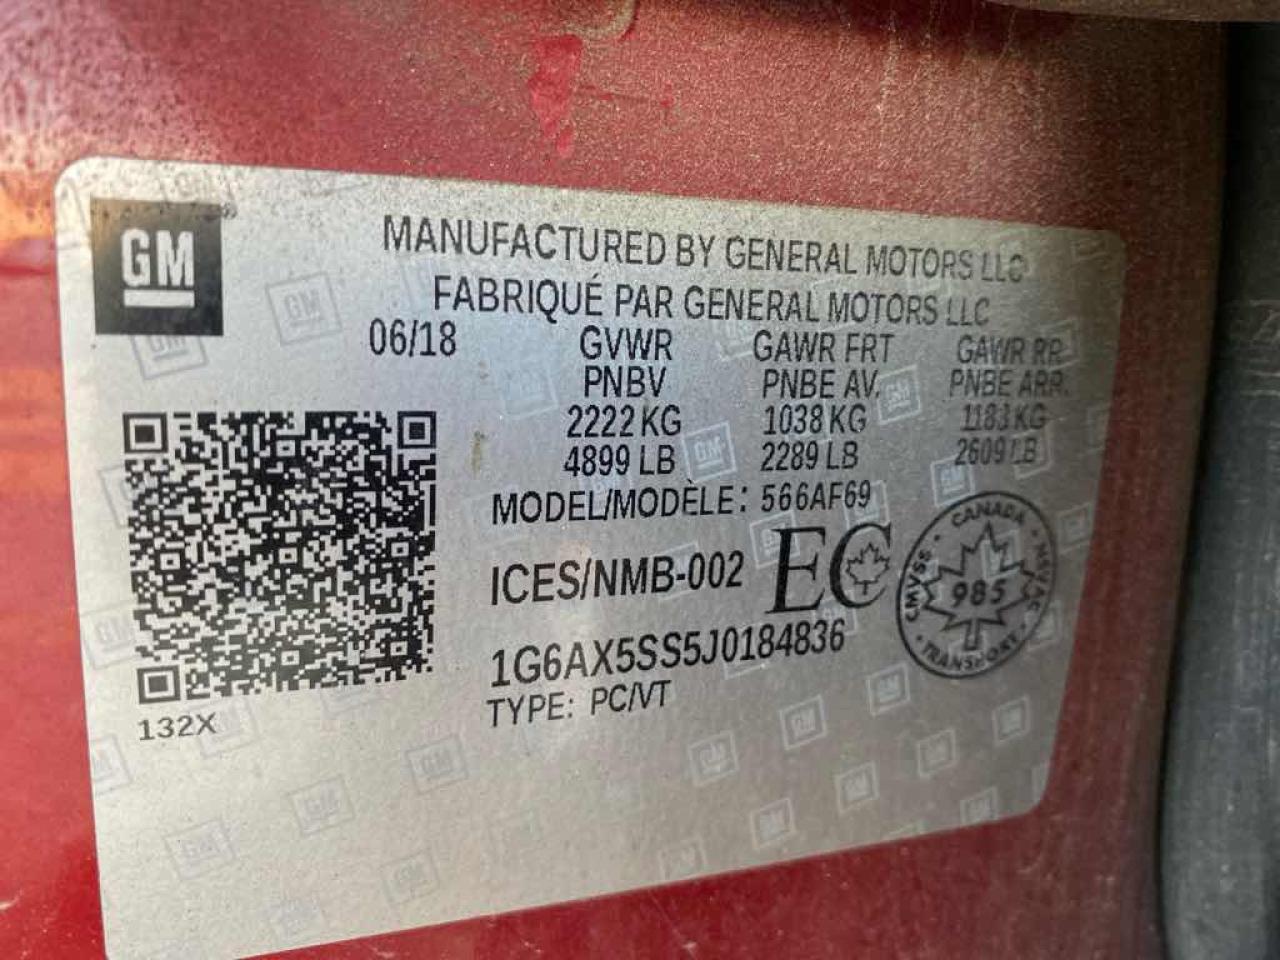 GM
MANUFACTURED BY GENERAL MOTORS LLC
FABRIQUÉ PAR GENERAL MOTORS LLC
06/18 GVWR GAWR FRT GAWR RR
PNBV PNBE AV. PNBE ARR.
2222 KG 1038 KG 1183 KG
4899 LB 2289 LB 2609 LB
MODEL/MODÈLE: 566AF69
ICES/NMB-002 EC
CANADA
CMVSS 985 NSVAC
TRANSPORT
1G6AX5SS5J0184836
TYPE: PC/VT
132X